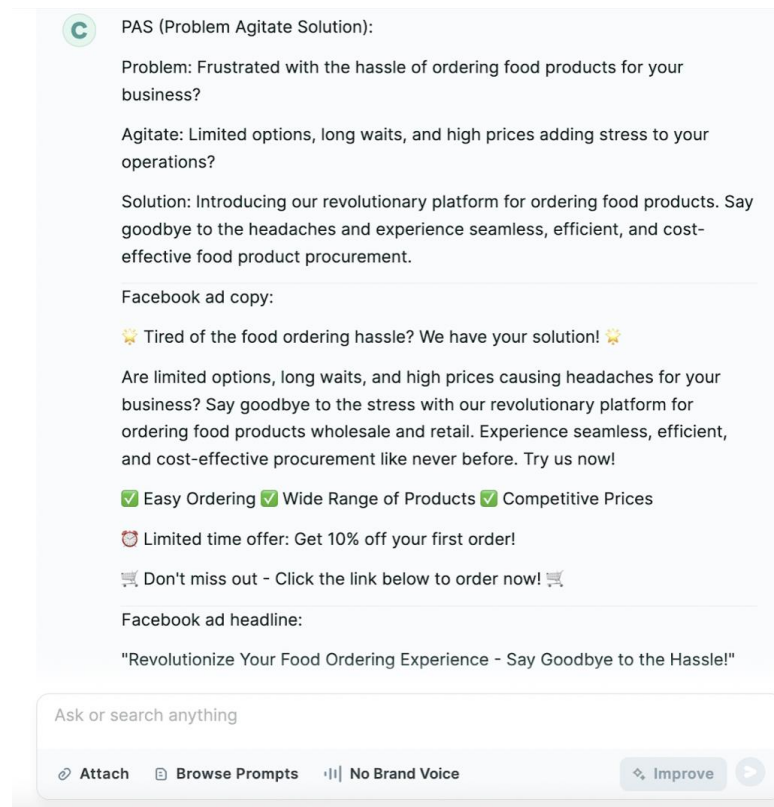 C
PAS (Problem Agitate Solution):
Problem: Frustrated with the hassle of ordering food products for your
business?
Agitate: Limited options, long waits, and high prices adding stress to your
operations?
Solution: Introducing our revolutionary platform for ordering food products. Say
goodbye to the headaches and experience seamless, efficient, and cost-
effective food product procurement.
Facebook ad copy:
🌟 Tired of the food ordering hassle? We have your solution! 🌟
Are limited options, long waits, and high prices causing headaches for your
business? Say goodbye to the stress with our revolutionary platform for
ordering food products wholesale and retail. Experience seamless, efficient,
and cost-effective procurement like never before. Try us now!
✅ Easy Ordering ✅ Wide Range of Products ✅ Competitive Prices
⏰ Limited time offer: Get 10% off your first order!
🛒 Don't miss out - Click the link below to order now! 🛒
Facebook ad headline:
"Revolutionize Your Food Ordering Experience - Say Goodbye to the Hassle!"
Ask or search anything
Attach Browse Prompts No Brand Voice Improve